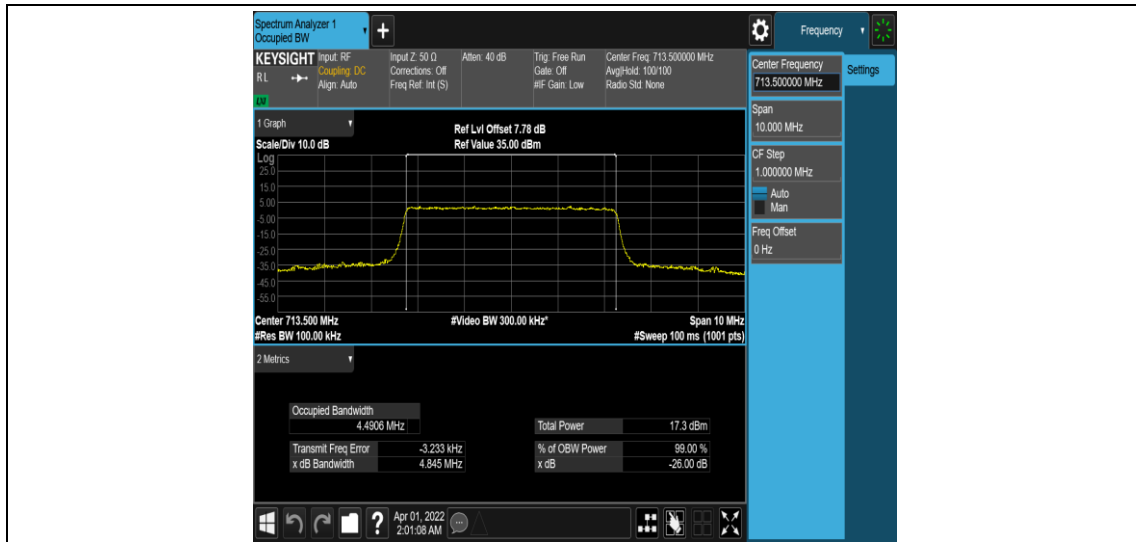 Spectrum Analyzer 1
Occupied BW
+
Frequency
KEYSIGHT
RL
LXI
Input: RF
Coupling: DC
Align: Auto
Input Z: 50 Ω
Corrections: Off
Freq Ref: Int (S)
Atten: 40 dB
Trig: Free Run
Gate: Off
#IF Gain: Low
Center Freq: 713.500000 MHz
Avg|Hold: 100/100
Radio Std: None
Center Frequency
713.500000 MHz
Settings
Span
10.000 MHz
CF Step
1.000000 MHz
Auto
Man
Freq Offset
0 Hz
1 Graph
Ref Lvl Offset 7.78 dB
Scale/Div 10.0 dB
Ref Value 35.00 dBm
Log
25.0
15.0
5.00
-5.00
-15.0
-25.0
-35.0
-45.0
-55.0
Center 713.500 MHz
#Video BW 300.00 kHz*
Span 10 MHz
#Res BW 100.00 kHz
#Sweep 100 ms (1001 pts)
2 Metrics
Occupied Bandwidth
4.4906 MHz
Total Power 17.3 dBm
Transmit Freq Error -3.233 kHz
% of OBW Power 99.00 %
x dB Bandwidth 4.845 MHz
x dB -26.00 dB
?
Apr 01, 2022
2:01:08 AM